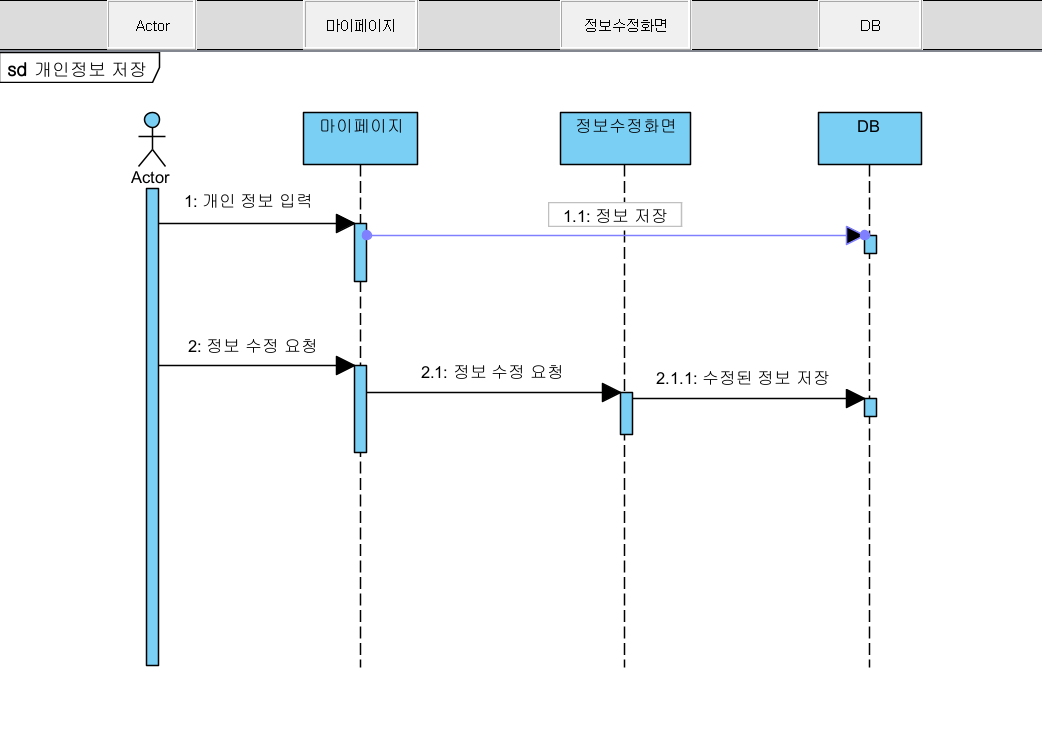 Actor
마이페이지
정보수정화면
DB
sd 개인정보 저장
마이페이지
정보수정화면
DB
Actor
1: 개인 정보 입력
1.1: 정보 저장
2: 정보 수정 요청
2.1: 정보 수정 요청
2.1.1: 수정된 정보 저장